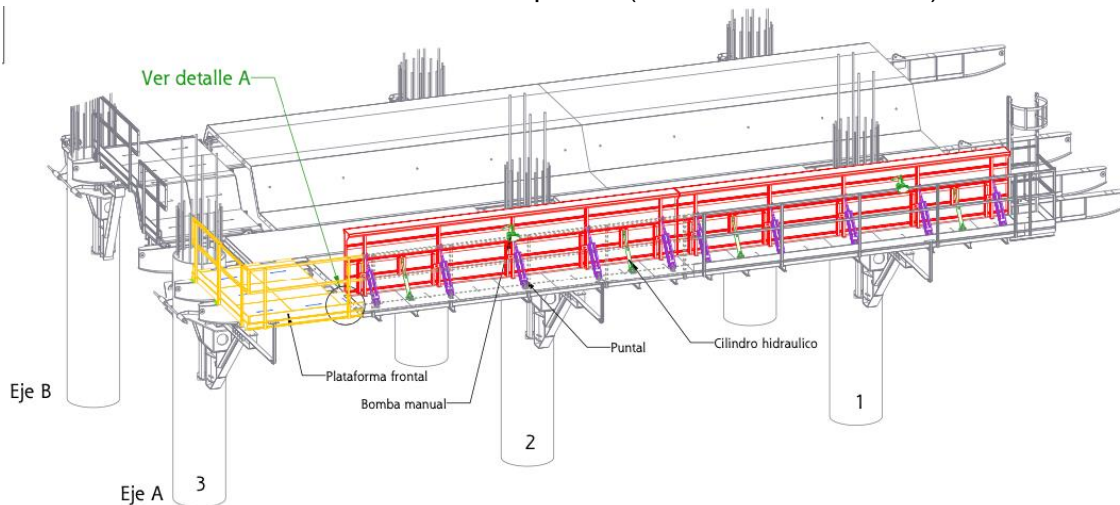 Ver detalle A
Eje B
Plataforma frontal
Bomba manual
Puntal
Cilindro hidraulico
1
2
3
Eje A